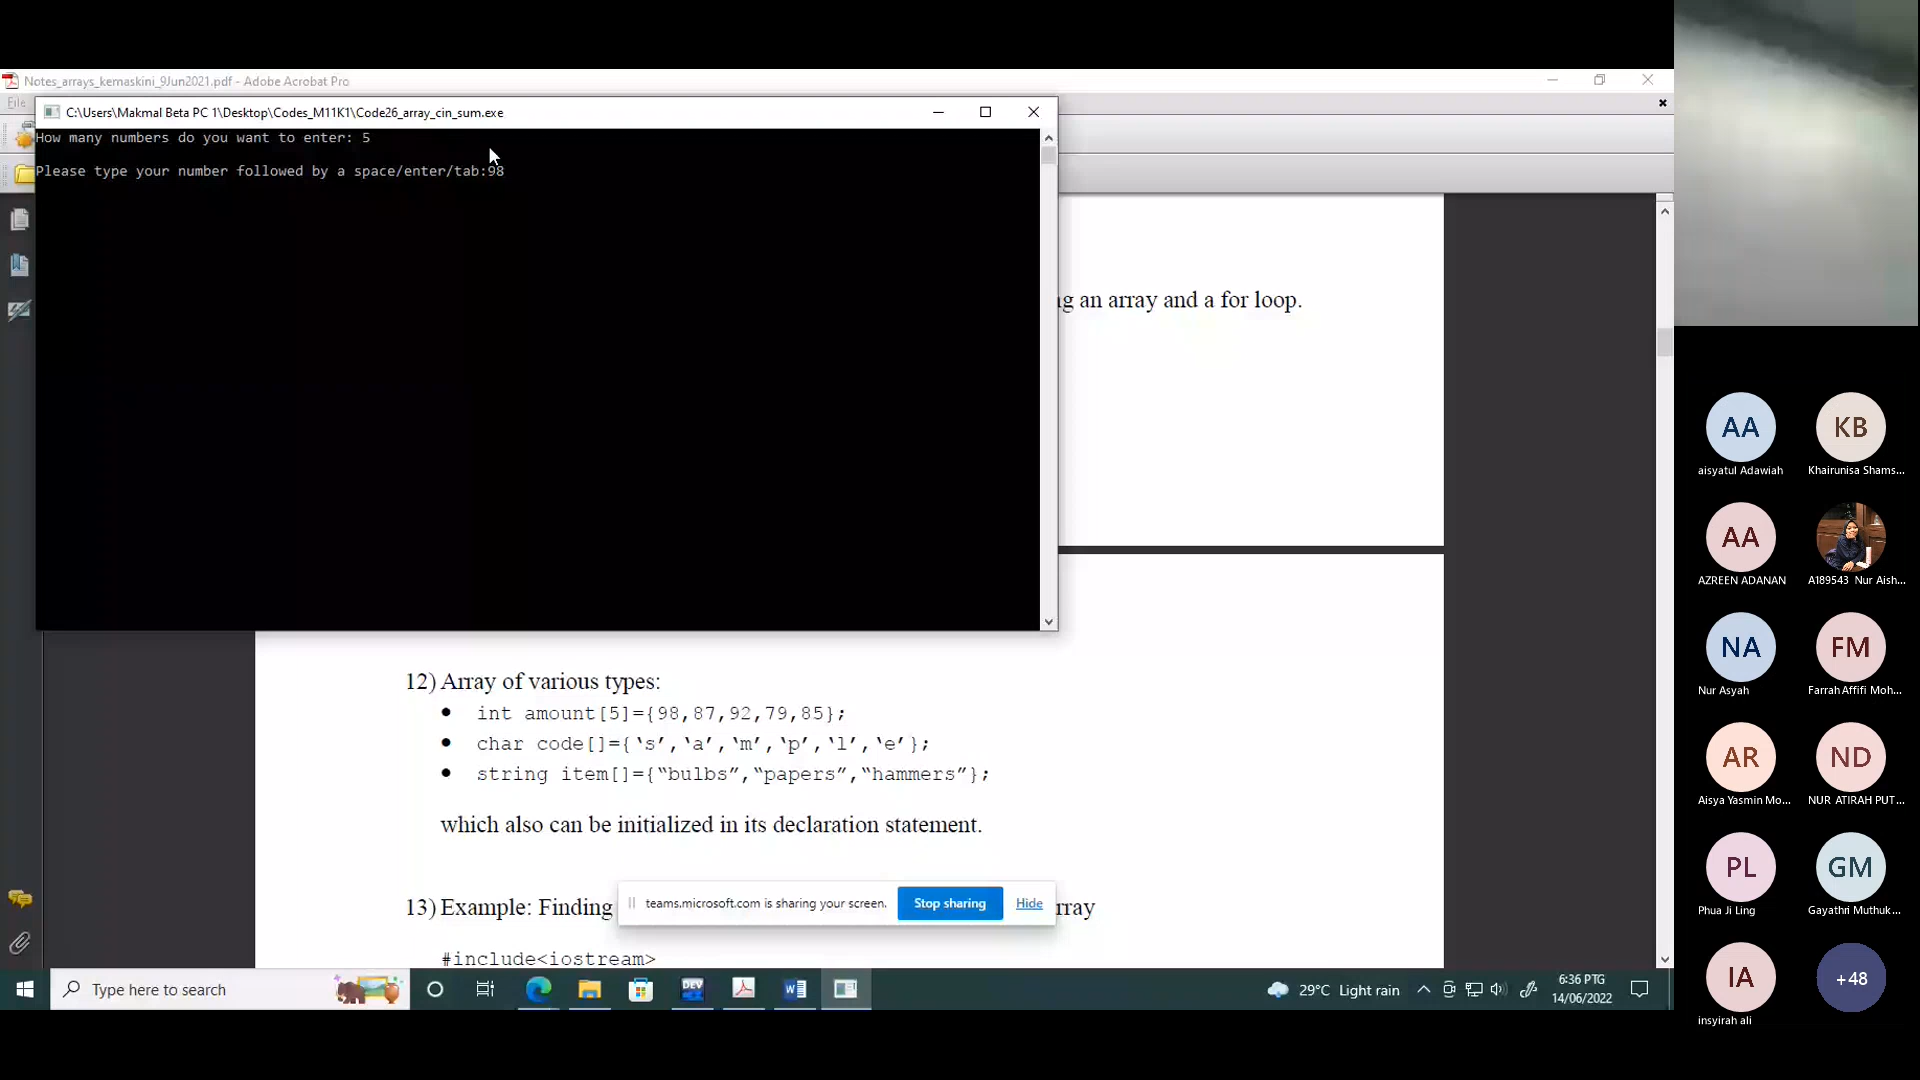 Notes_arrays_kemaskini_9Jun2021.pdf - Adobe Acrobat Pro
File
C:\Users\Makmal Beta PC 1\Desktop\Codes_M11K1\Code26_array_cin_sum.exe
How many numbers do you want to enter: 5
Please type your number followed by a space/enter/tab:98
an array and a for loop.
12) Array of various types:
• int amount[5]={98,87,92,79,85};
• char code[]={‘s’,‘a’,‘m’,‘p’,‘l’,‘e’};
• string item[]={“bulbs”,“papers”,“hammers”};
which also can be initialized in its declaration statement.
13) Example: Finding
teams.microsoft.com is sharing your screen. Stop sharing Hide
#include<iostream>
Type here to search
DEV
29°C Light rain
6:36 PTG
14/06/2022
AA KB
aisyatul Adawiah Khairunisa Shams...
AA
AZREEN ADANAN A189543 Nur Aish...
NA FM
Nur Asyah Farrah Affifi Moh...
AR ND
Aisya Yasmin Mo... NUR ATIRAH PUT...
PL GM
Phua Ji Ling Gayathri Muthuk...
IA +48
insyirah ali